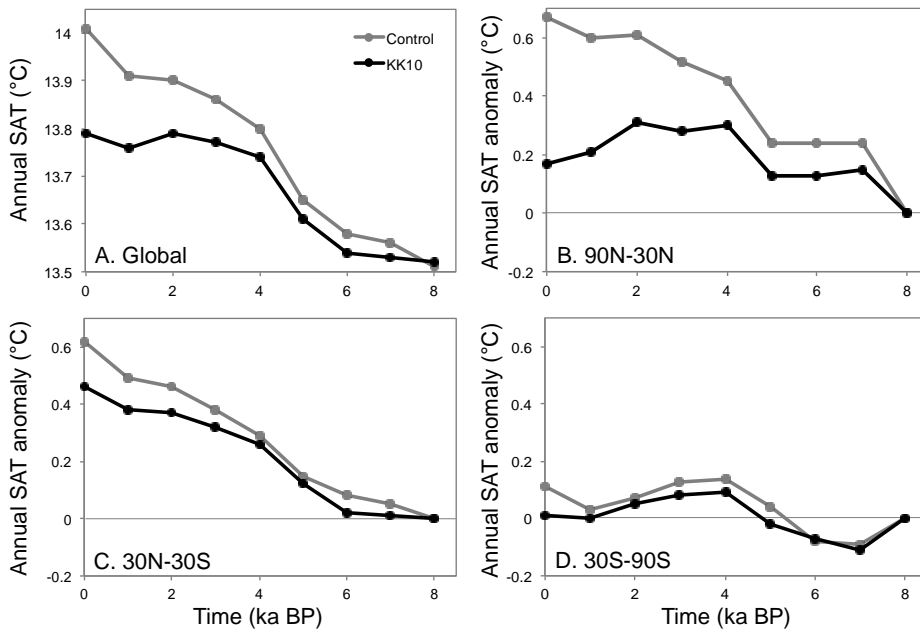 Annual SAT (°C)
14
13.9
13.8
13.7
13.6
13.5
Control
KK10
A. Global
0 2 4 6 8
Annual SAT anomaly (°C)
0.6
0.4
0.2
0
-0.2
B. 90N-30N
0 2 4 6 8
Annual SAT anomaly (°C)
0.6
0.4
0.2
0
-0.2
C. 30N-30S
0 2 4 6 8
Time (ka BP)
Annual SAT anomaly (°C)
0.6
0.4
0.2
0
-0.2
D. 30S-90S
0 2 4 6 8
Time (ka BP)